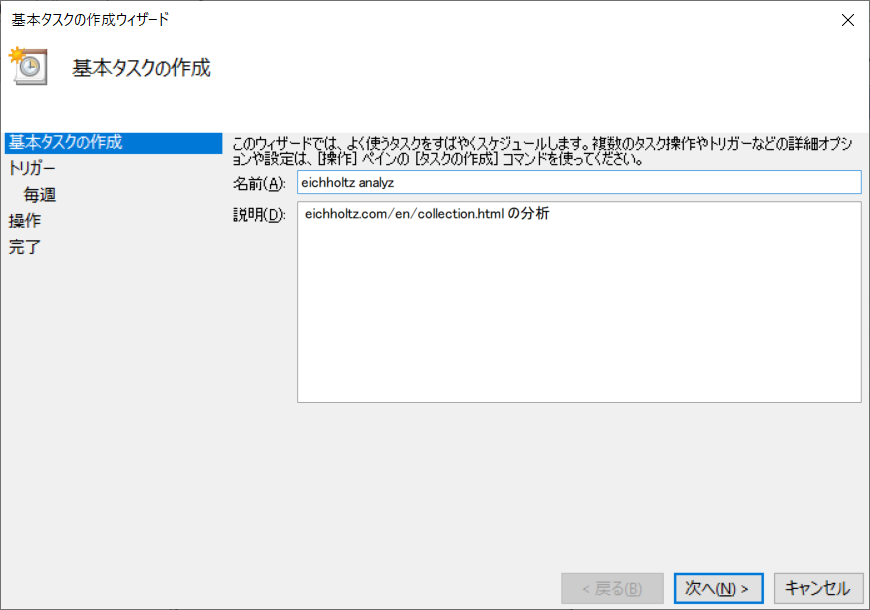 基本タスクの作成ウィザード
基本タスクの作成
基本タスクの作成
トリガー
毎週
操作
完了
このウィザードでは、よく使うタスクをすばやくスケジュールします。複数のタスク操作やトリガーなどの詳細オプシ
ョンや設定は、[操作] ペインの [タスクの作成] コマンドを使ってください。
名前(A): eichholtz analyz
説明(D): eichholtz.com/en/collection.html の分析
< 戻る(B) 次へ(N) > キャンセル